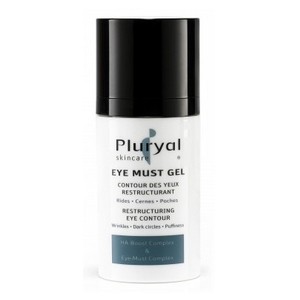 Pluryal
skincare ®
EYE MUST GEL
CONTOUR DES YEUX
RESTRUCTURANT
Rides • Cernes • Poches
RESTRUCTURING
EYE CONTOUR
Wrinkles • Dark circles • Puffiness
HA Boost Complex
&
Eye-Must Complex